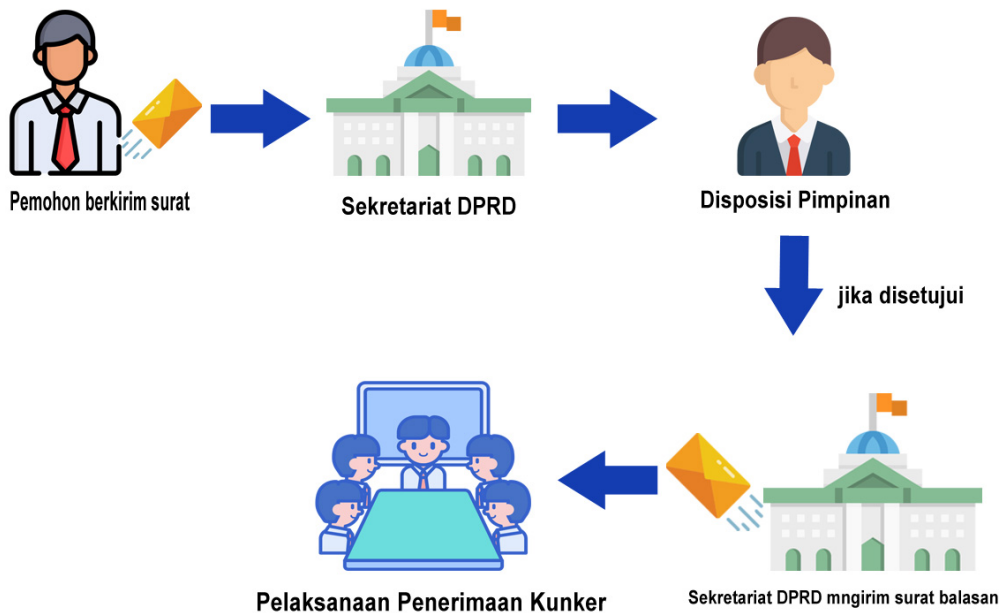 Pemohon berkirim surat
Sekretariat DPRD
Disposisi Pimpinan
jika disetujui
Sekretariat DPRD mngirim surat balasan
Pelaksanaan Penerimaan Kunker